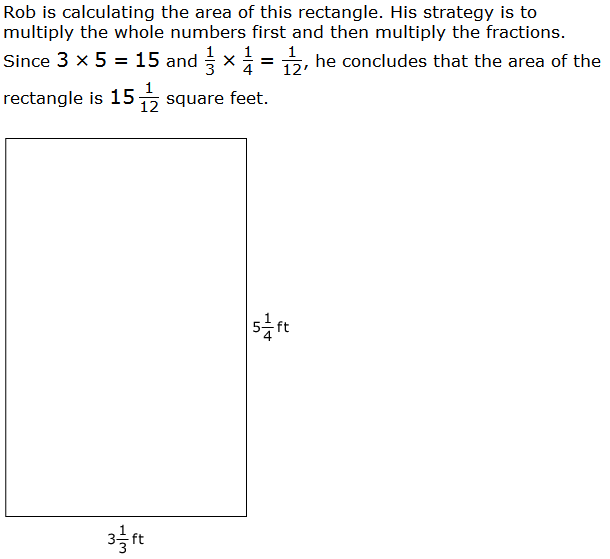 Rob is calculating the area of this rectangle. His strategy is to
multiply the whole numbers first and then multiply the fractions.
Since 3 × 5 = 15 and 1/3 × 1/4 = 1/12, he concludes that the area of the
rectangle is 15 1/12 square feet.
5 1/4 ft
3 1/3 ft